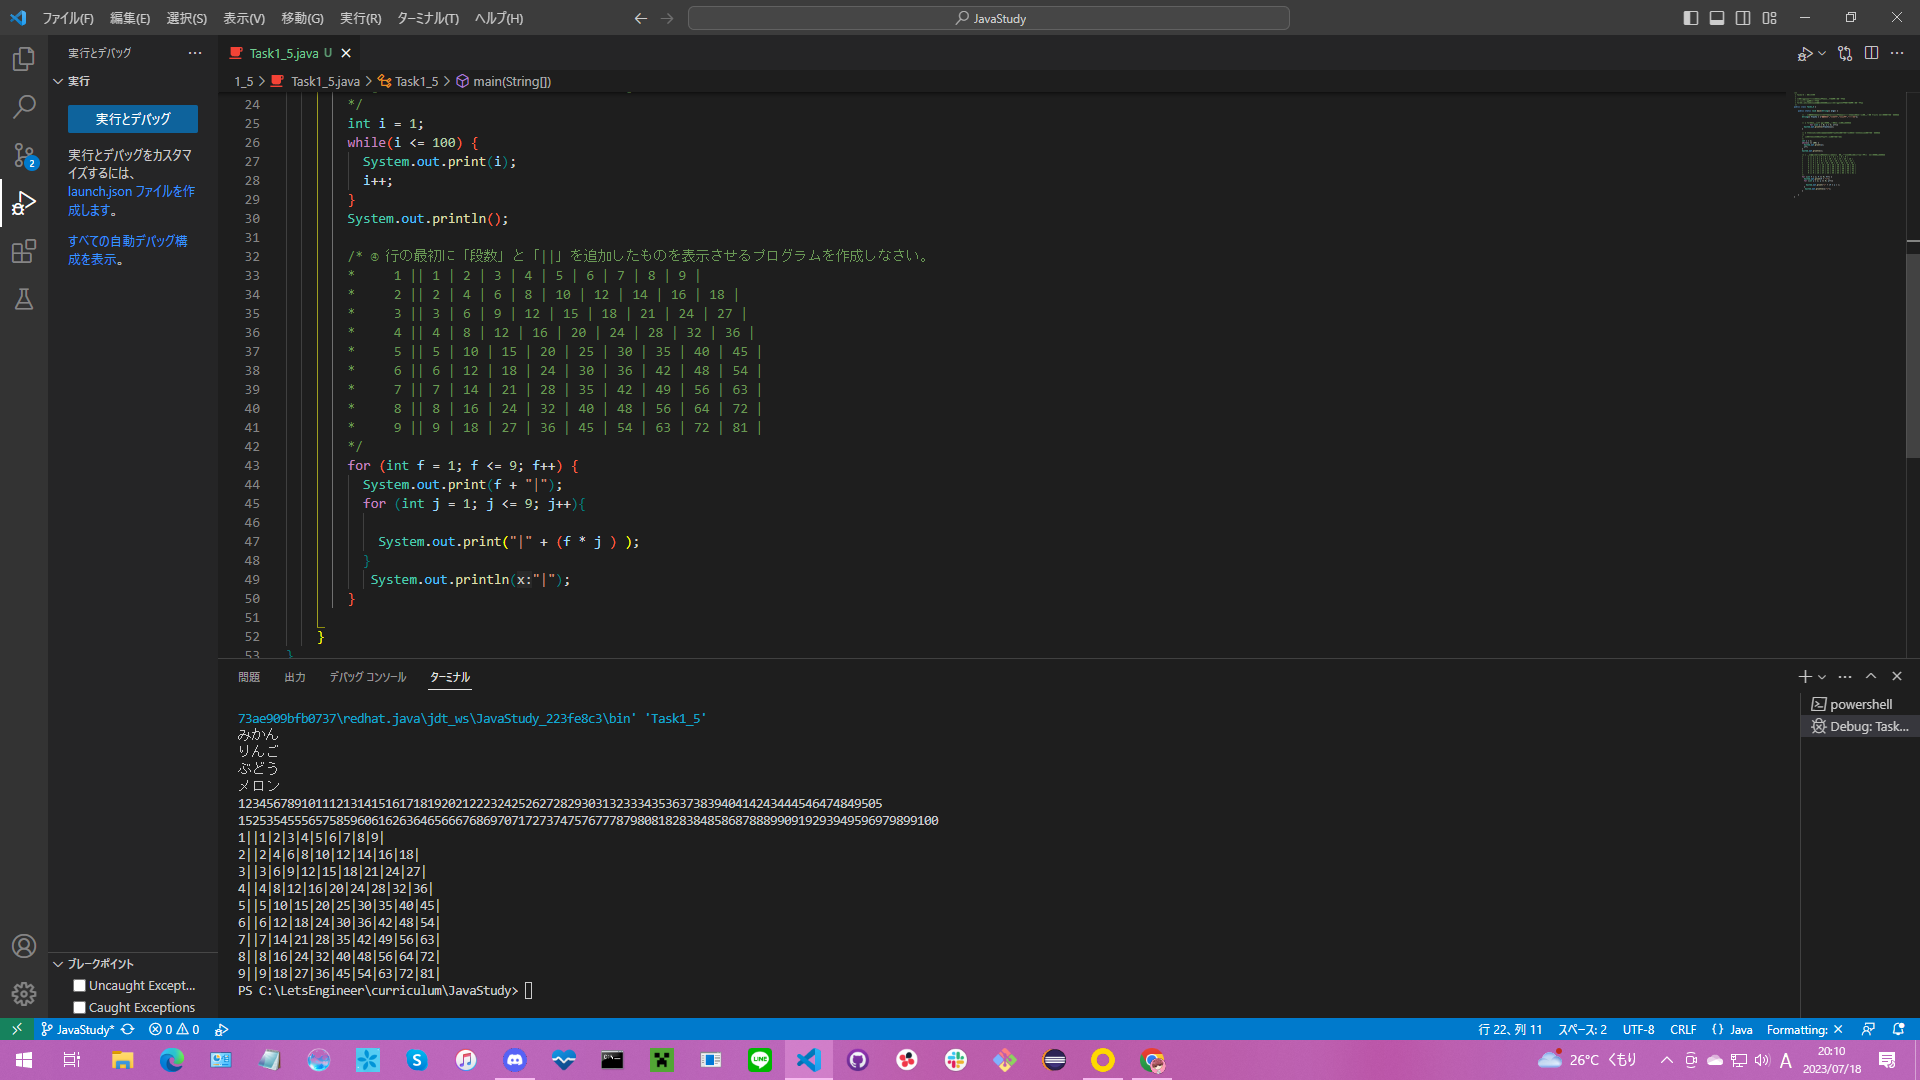 ファイル(F) 編集(E) 選択(S) 表示(V) 移動(G) 実行(R) ターミナル(T) ヘルプ(H)
JavaStudy
実行とデバッグ
Task1_5.java U
実行
1_5 > Task1_5.java > Task1_5 > main(String[])
実行とデバッグ
実行とデバッグをカスタマ
イズするには、
launch.json ファイルを作
成します。
すべての自動デバッグ構
成を表示。
24 */
25 int i = 1;
26 while(i <= 100) {
27 System.out.print(i);
28 i++;
29 }
30 System.out.println();
31
32 /* ④ 行の最初に「段数」と「||」を追加したものを表示させるプログラムを作成しなさい。
33 * 1 || 1 | 2 | 3 | 4 | 5 | 6 | 7 | 8 | 9 |
34 * 2 || 2 | 4 | 6 | 8 | 10 | 12 | 14 | 16 | 18 |
35 * 3 || 3 | 6 | 9 | 12 | 15 | 18 | 21 | 24 | 27 |
36 * 4 || 4 | 8 | 12 | 16 | 20 | 24 | 28 | 32 | 36 |
37 * 5 || 5 | 10 | 15 | 20 | 25 | 30 | 35 | 40 | 45 |
38 * 6 || 6 | 12 | 18 | 24 | 30 | 36 | 42 | 48 | 54 |
39 * 7 || 7 | 14 | 21 | 28 | 35 | 42 | 49 | 56 | 63 |
40 * 8 || 8 | 16 | 24 | 32 | 40 | 48 | 56 | 64 | 72 |
41 * 9 || 9 | 18 | 27 | 36 | 45 | 54 | 63 | 72 | 81 |
42 */
43 for (int f = 1; f <= 9; f++) {
44 System.out.print(f + "|");
45 for (int j = 1; j <= 9; j++){
46
47 System.out.print("|" + (f * j ) );
48 }
49 System.out.println(x:"|");
50 }
51
52 }
53 }
問題 出力 デバッグ コンソール ターミナル
powershell
Debug: Task...
73ae909bfb0737\redhat.java\jdt_ws\JavaStudy_223fe8c3\bin' 'Task1_5'
みかん
りんご
ぶどう
メロン
12345678910111213141516171819202122232425262728293031323334353637383940414243444546474849505
1525354555657585960616263646566676869707172737475767778798081828384858687888990919293949596979899100
1||1|2|3|4|5|6|7|8|9|
2||2|4|6|8|10|12|14|16|18|
3||3|6|9|12|15|18|21|24|27|
4||4|8|12|16|20|24|28|32|36|
5||5|10|15|20|25|30|35|40|45|
6||6|12|18|24|30|36|42|48|54|
7||7|14|21|28|35|42|49|56|63|
8||8|16|24|32|40|48|56|64|72|
9||9|18|27|36|45|54|63|72|81|
PS C:\LetsEngineer\curriculum\JavaStudy>
ブレークポイント
Uncaught Except...
Caught Exceptions
2
JavaStudy* 0 0 行 22、列 11 スペース: 2 UTF-8 CRLF {} Java Formatting: ×
26°C くもり A 20:10
2023/07/18